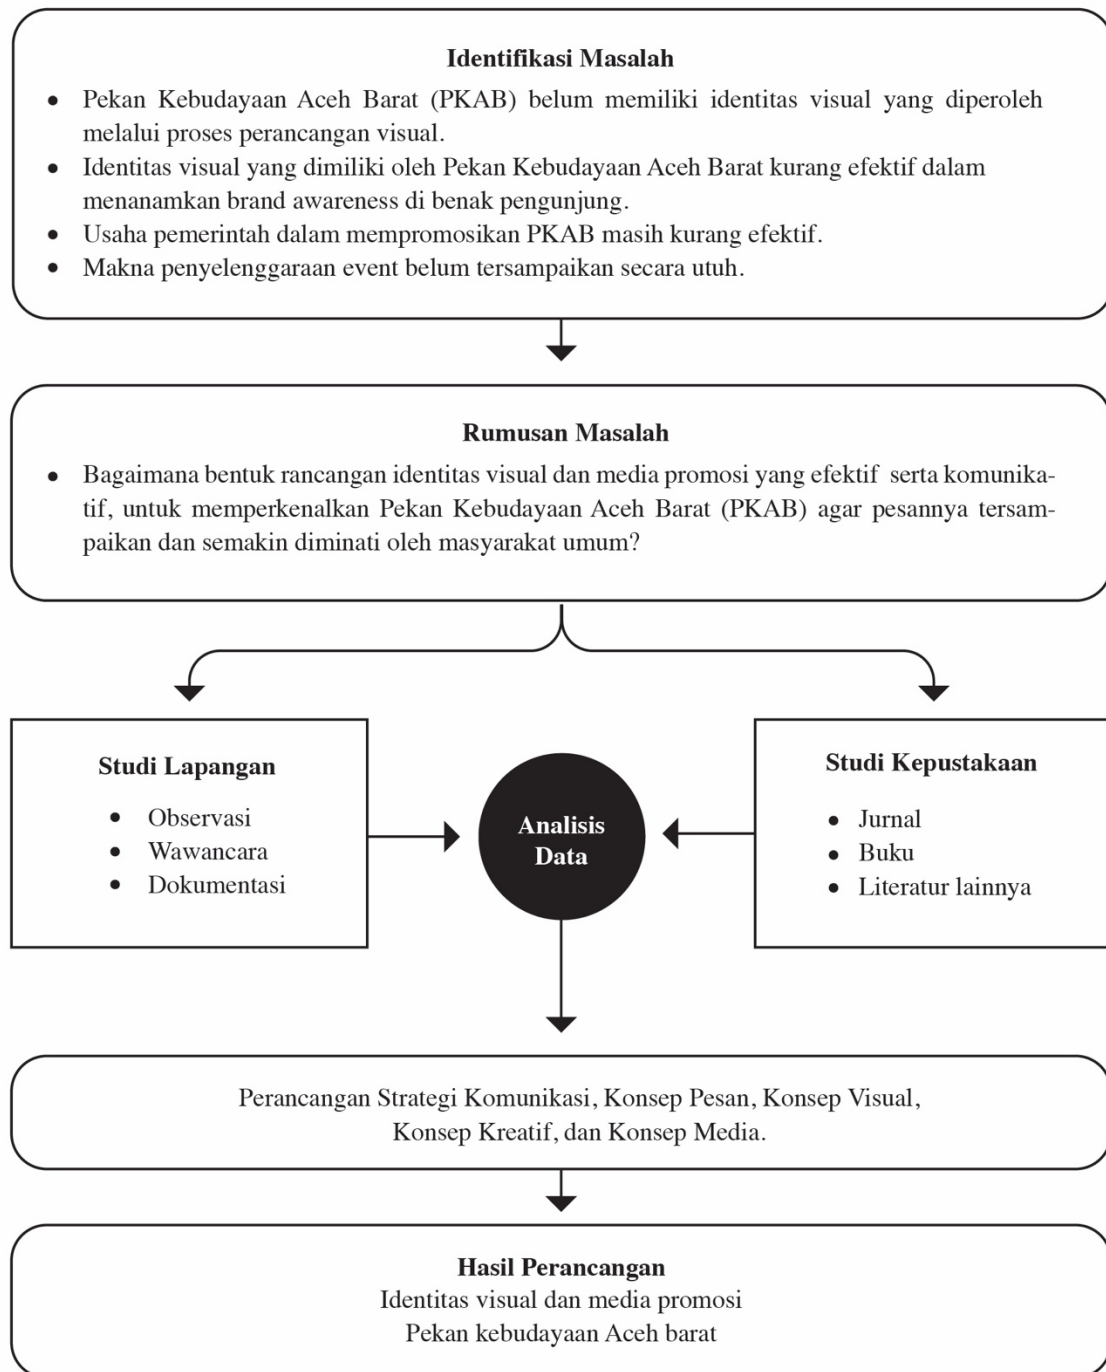 Identifikasi Masalah
• Pekan Kebudayaan Aceh Barat (PKAB) belum memiliki identitas visual yang diperoleh
melalui proses perancangan visual.
• Identitas visual yang dimiliki oleh Pekan Kebudayaan Aceh Barat kurang efektif dalam
menanamkan brand awareness di benak pengunjung.
• Usaha pemerintah dalam mempromosikan PKAB masih kurang efektif.
• Makna penyelenggaraan event belum tersampaikan secara utuh.
Rumusan Masalah
• Bagaimana bentuk rancangan identitas visual dan media promosi yang efektif serta komunika-
tif, untuk memperkenalkan Pekan Kebudayaan Aceh Barat (PKAB) agar pesannya tersam-
paikan dan semakin diminati oleh masyarakat umum?
Studi Lapangan
• Observasi
• Wawancara
• Dokumentasi
Analisis
Data
Studi Kepustakaan
• Jurnal
• Buku
• Literatur lainnya
Perancangan Strategi Komunikasi, Konsep Pesan, Konsep Visual,
Konsep Kreatif, dan Konsep Media.
Hasil Perancangan
Identitas visual dan media promosi
Pekan kebudayaan Aceh barat